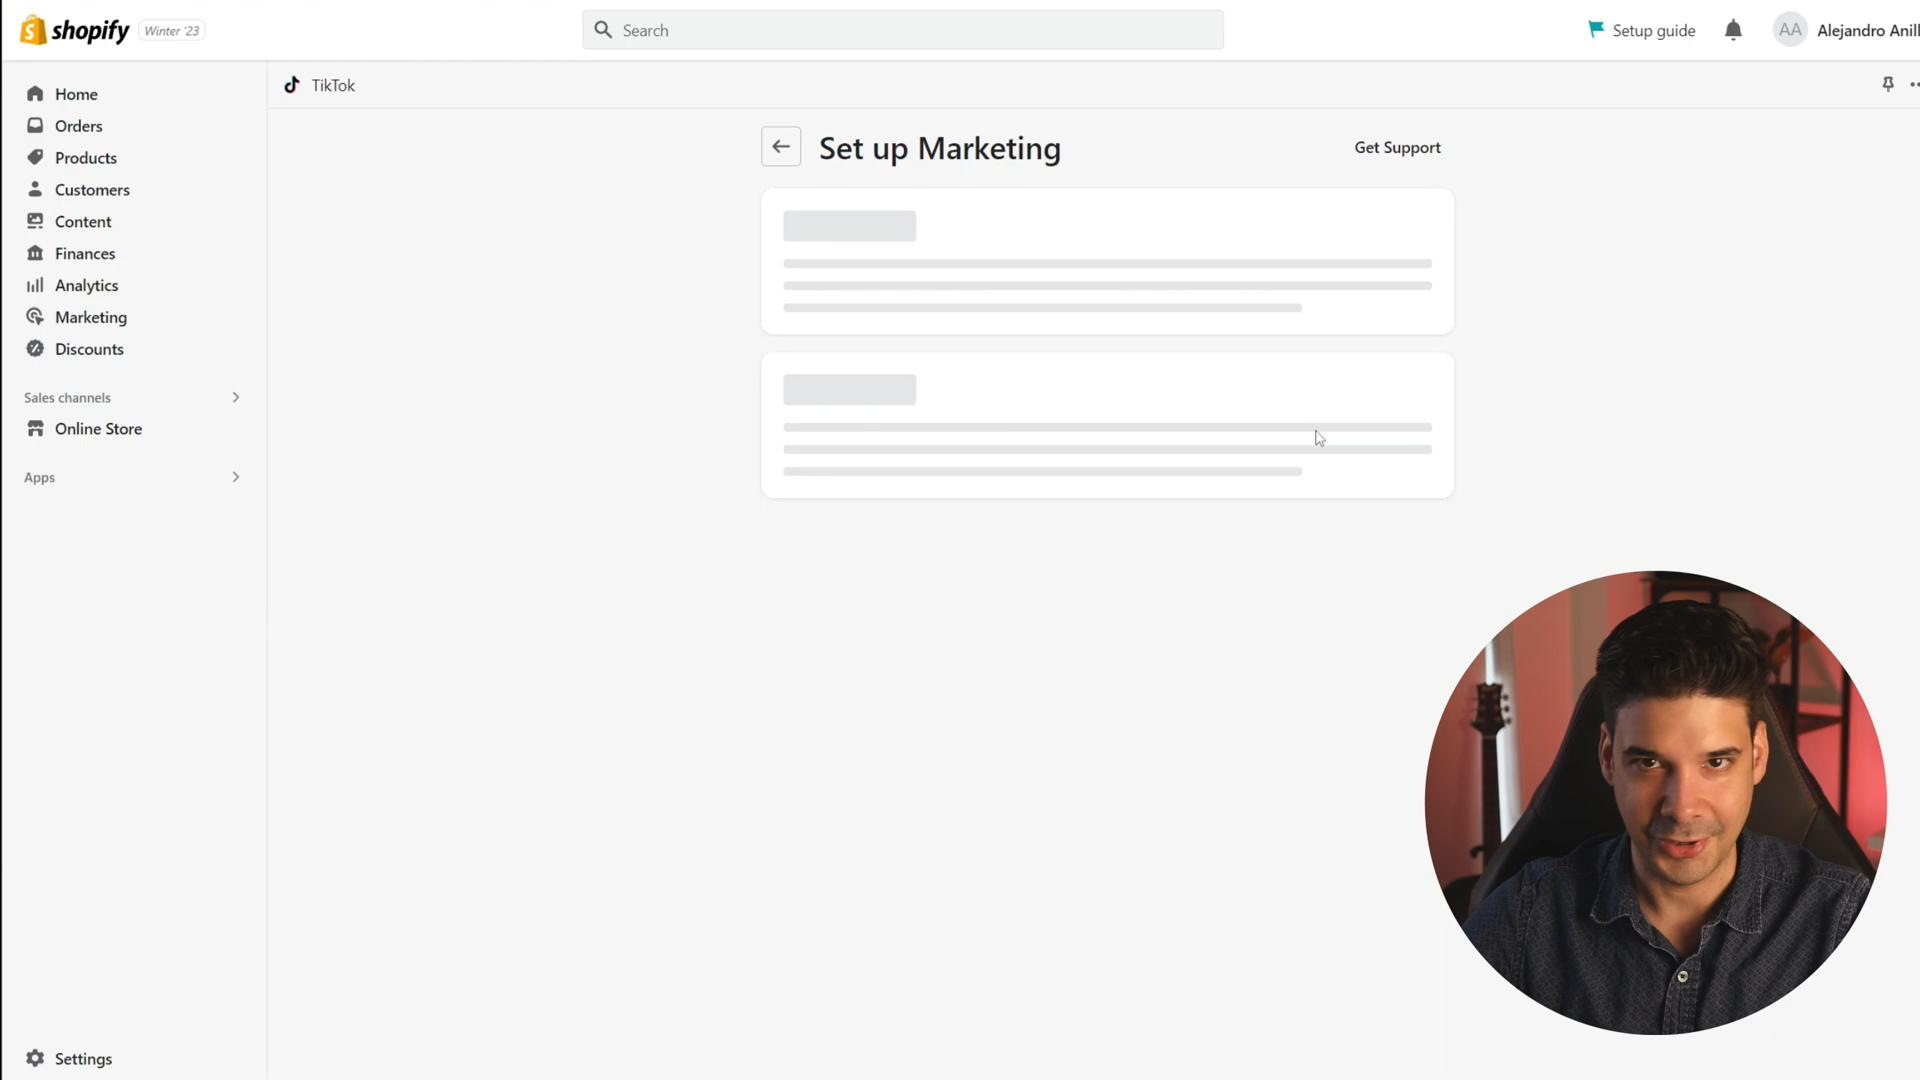 shopify
Winter '23
Search
Setup guide
AA
Alejandro Anill
Home
Orders
Products
Customers
Content
Finances
Analytics
Marketing
Discounts
Sales channels
Online Store
Apps
Settings
TikTok
Set up Marketing
Get Support